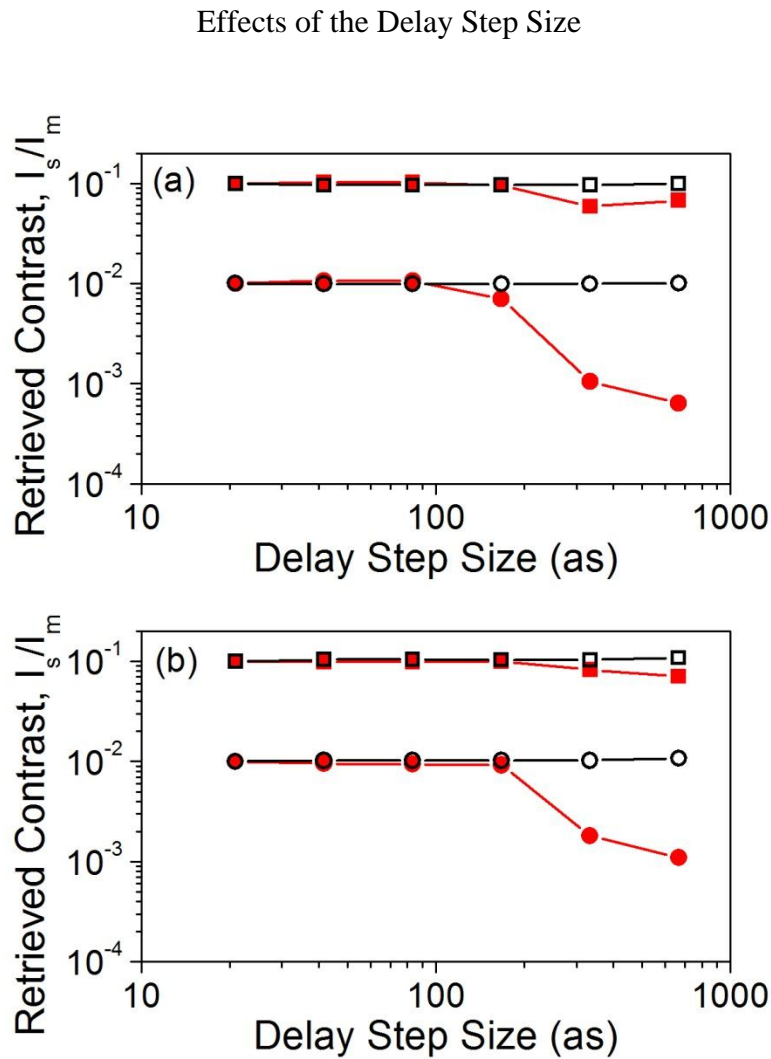 Effects of the Delay Step Size
(a)
Retrieved Contrast, I_s/I_m
10^-1
10^-2
10^-3
10^-4
10 100 1000
Delay Step Size (as)
(b)
Retrieved Contrast, I_s/I_m
10^-1
10^-2
10^-3
10^-4
10 100 1000
Delay Step Size (as)